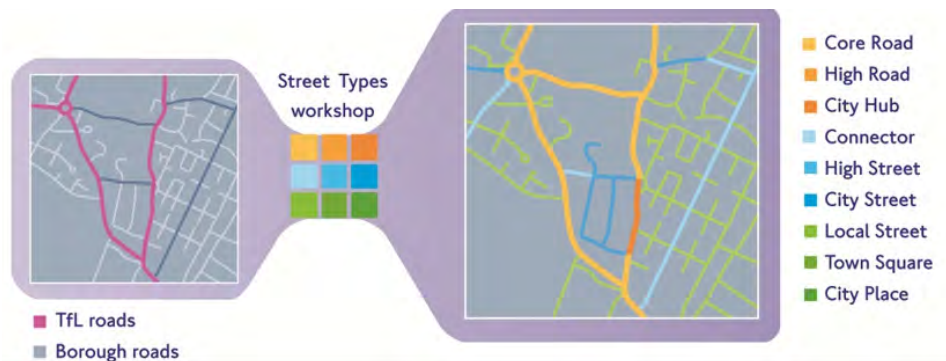 Street Types
workshop
TfL roads
Borough roads
Core Road
High Road
City Hub
Connector
High Street
City Street
Local Street
Town Square
City Place